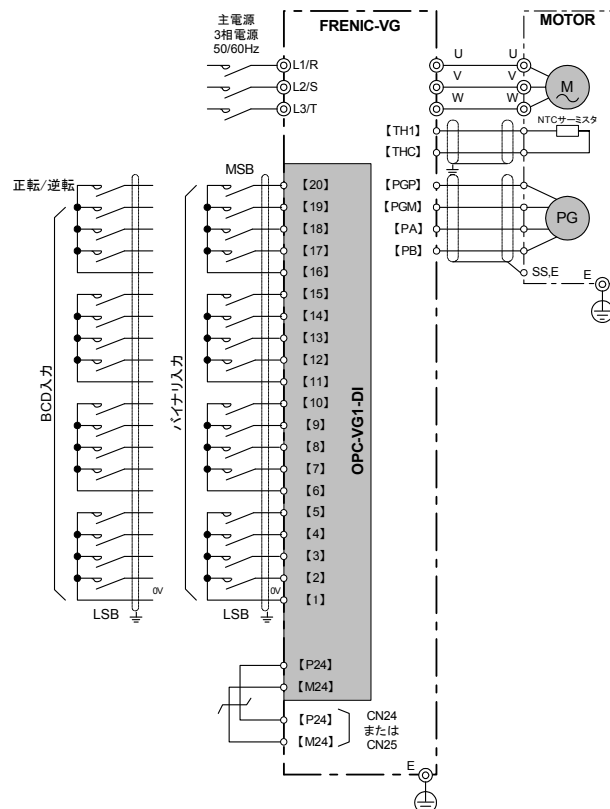 主電源
3相電源
50/60Hz
FRENIC-VG
MOTOR
L1/R
L2/S
L3/T
U
V
W
U
V
W
M
NTCサーミスタ
【TH1】
【THC】
【PGP】
【PGM】
【PA】
【PB】
PG
SS,E
E
正転/逆転
MSB
BCD入力
バイナリ入力
OPC-VG1-DI
【20】
【19】
【18】
【17】
【16】
【15】
【14】
【13】
【12】
【11】
【10】
【9】
【8】
【7】
【6】
【5】
【4】
【3】
【2】
【1】
0V
LSB
0V
LSB
【P24】
【M24】
【P24】
【M24】
CN24
または
CN25
E